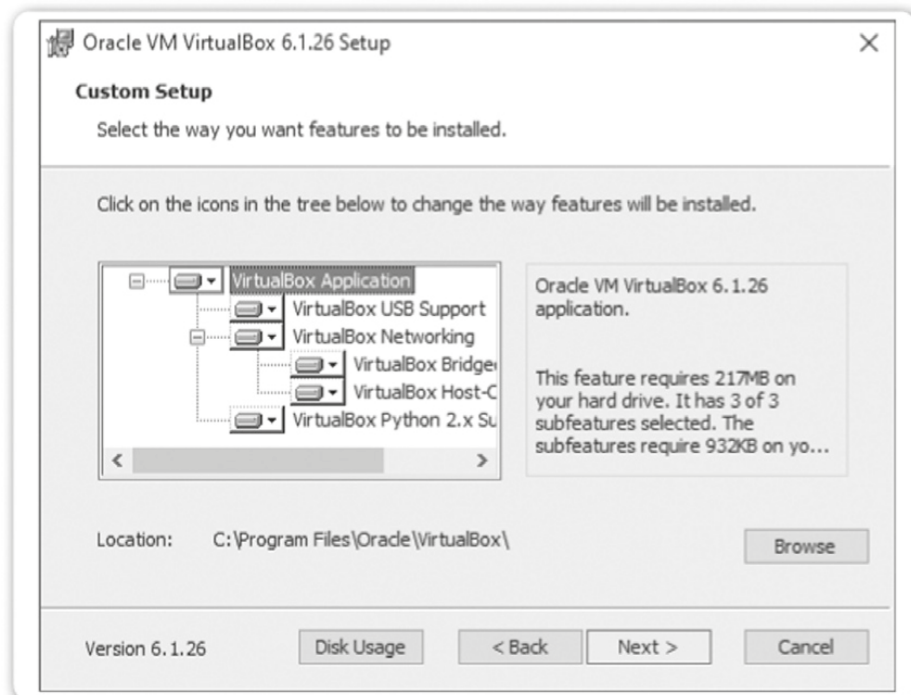 Oracle VM VirtualBox 6.1.26 Setup
Custom Setup
Select the way you want features to be installed.
Click on the icons in the tree below to change the way features will be installed.
VirtualBox Application
VirtualBox USB Support
VirtualBox Networking
VirtualBox Bridge
VirtualBox Host-C
VirtualBox Python 2.x Su
Oracle VM VirtualBox 6.1.26
application.
This feature requires 217MB on
your hard drive. It has 3 of 3
subfeatures selected. The
subfeatures require 932KB on yo...
Location: C:\Program Files\Oracle\VirtualBox\
Browse
Version 6.1.26
Disk Usage
< Back
Next >
Cancel